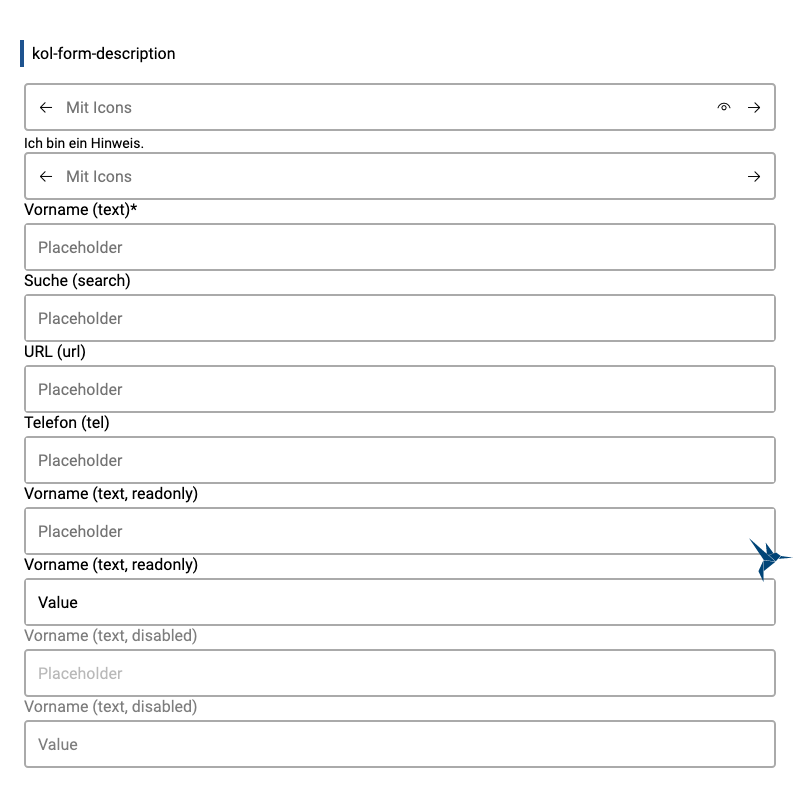 kol-form-description
Mit Icons
Ich bin ein Hinweis.
Mit Icons
Vorname (text)*
Placeholder
Suche (search)
Placeholder
URL (url)
Placeholder
Telefon (tel)
Placeholder
Vorname (text, readonly)
Placeholder
Vorname (text, readonly)
Value
Vorname (text, disabled)
Placeholder
Vorname (text, disabled)
Value